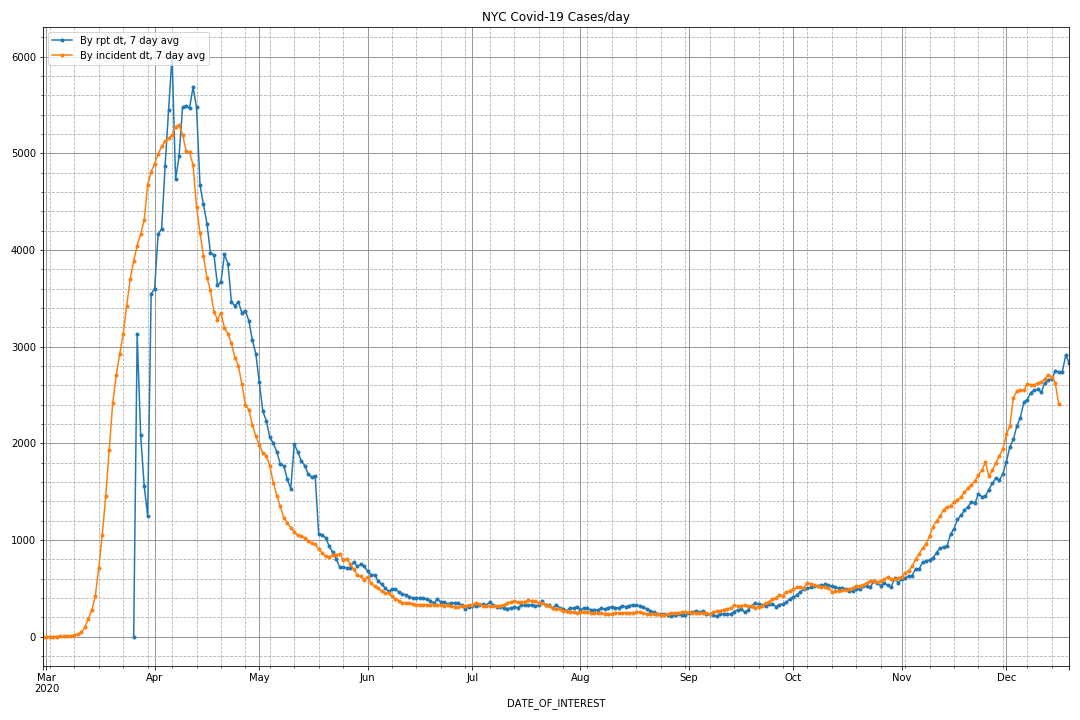 NYC Covid-19 Cases/day
By rpt dt, 7 day avg
By incident dt, 7 day avg
6000
5000
4000
3000
2000
1000
0
Mar Apr May Jun Jul Aug Sep Oct Nov Dec
2020
DATE_OF_INTEREST